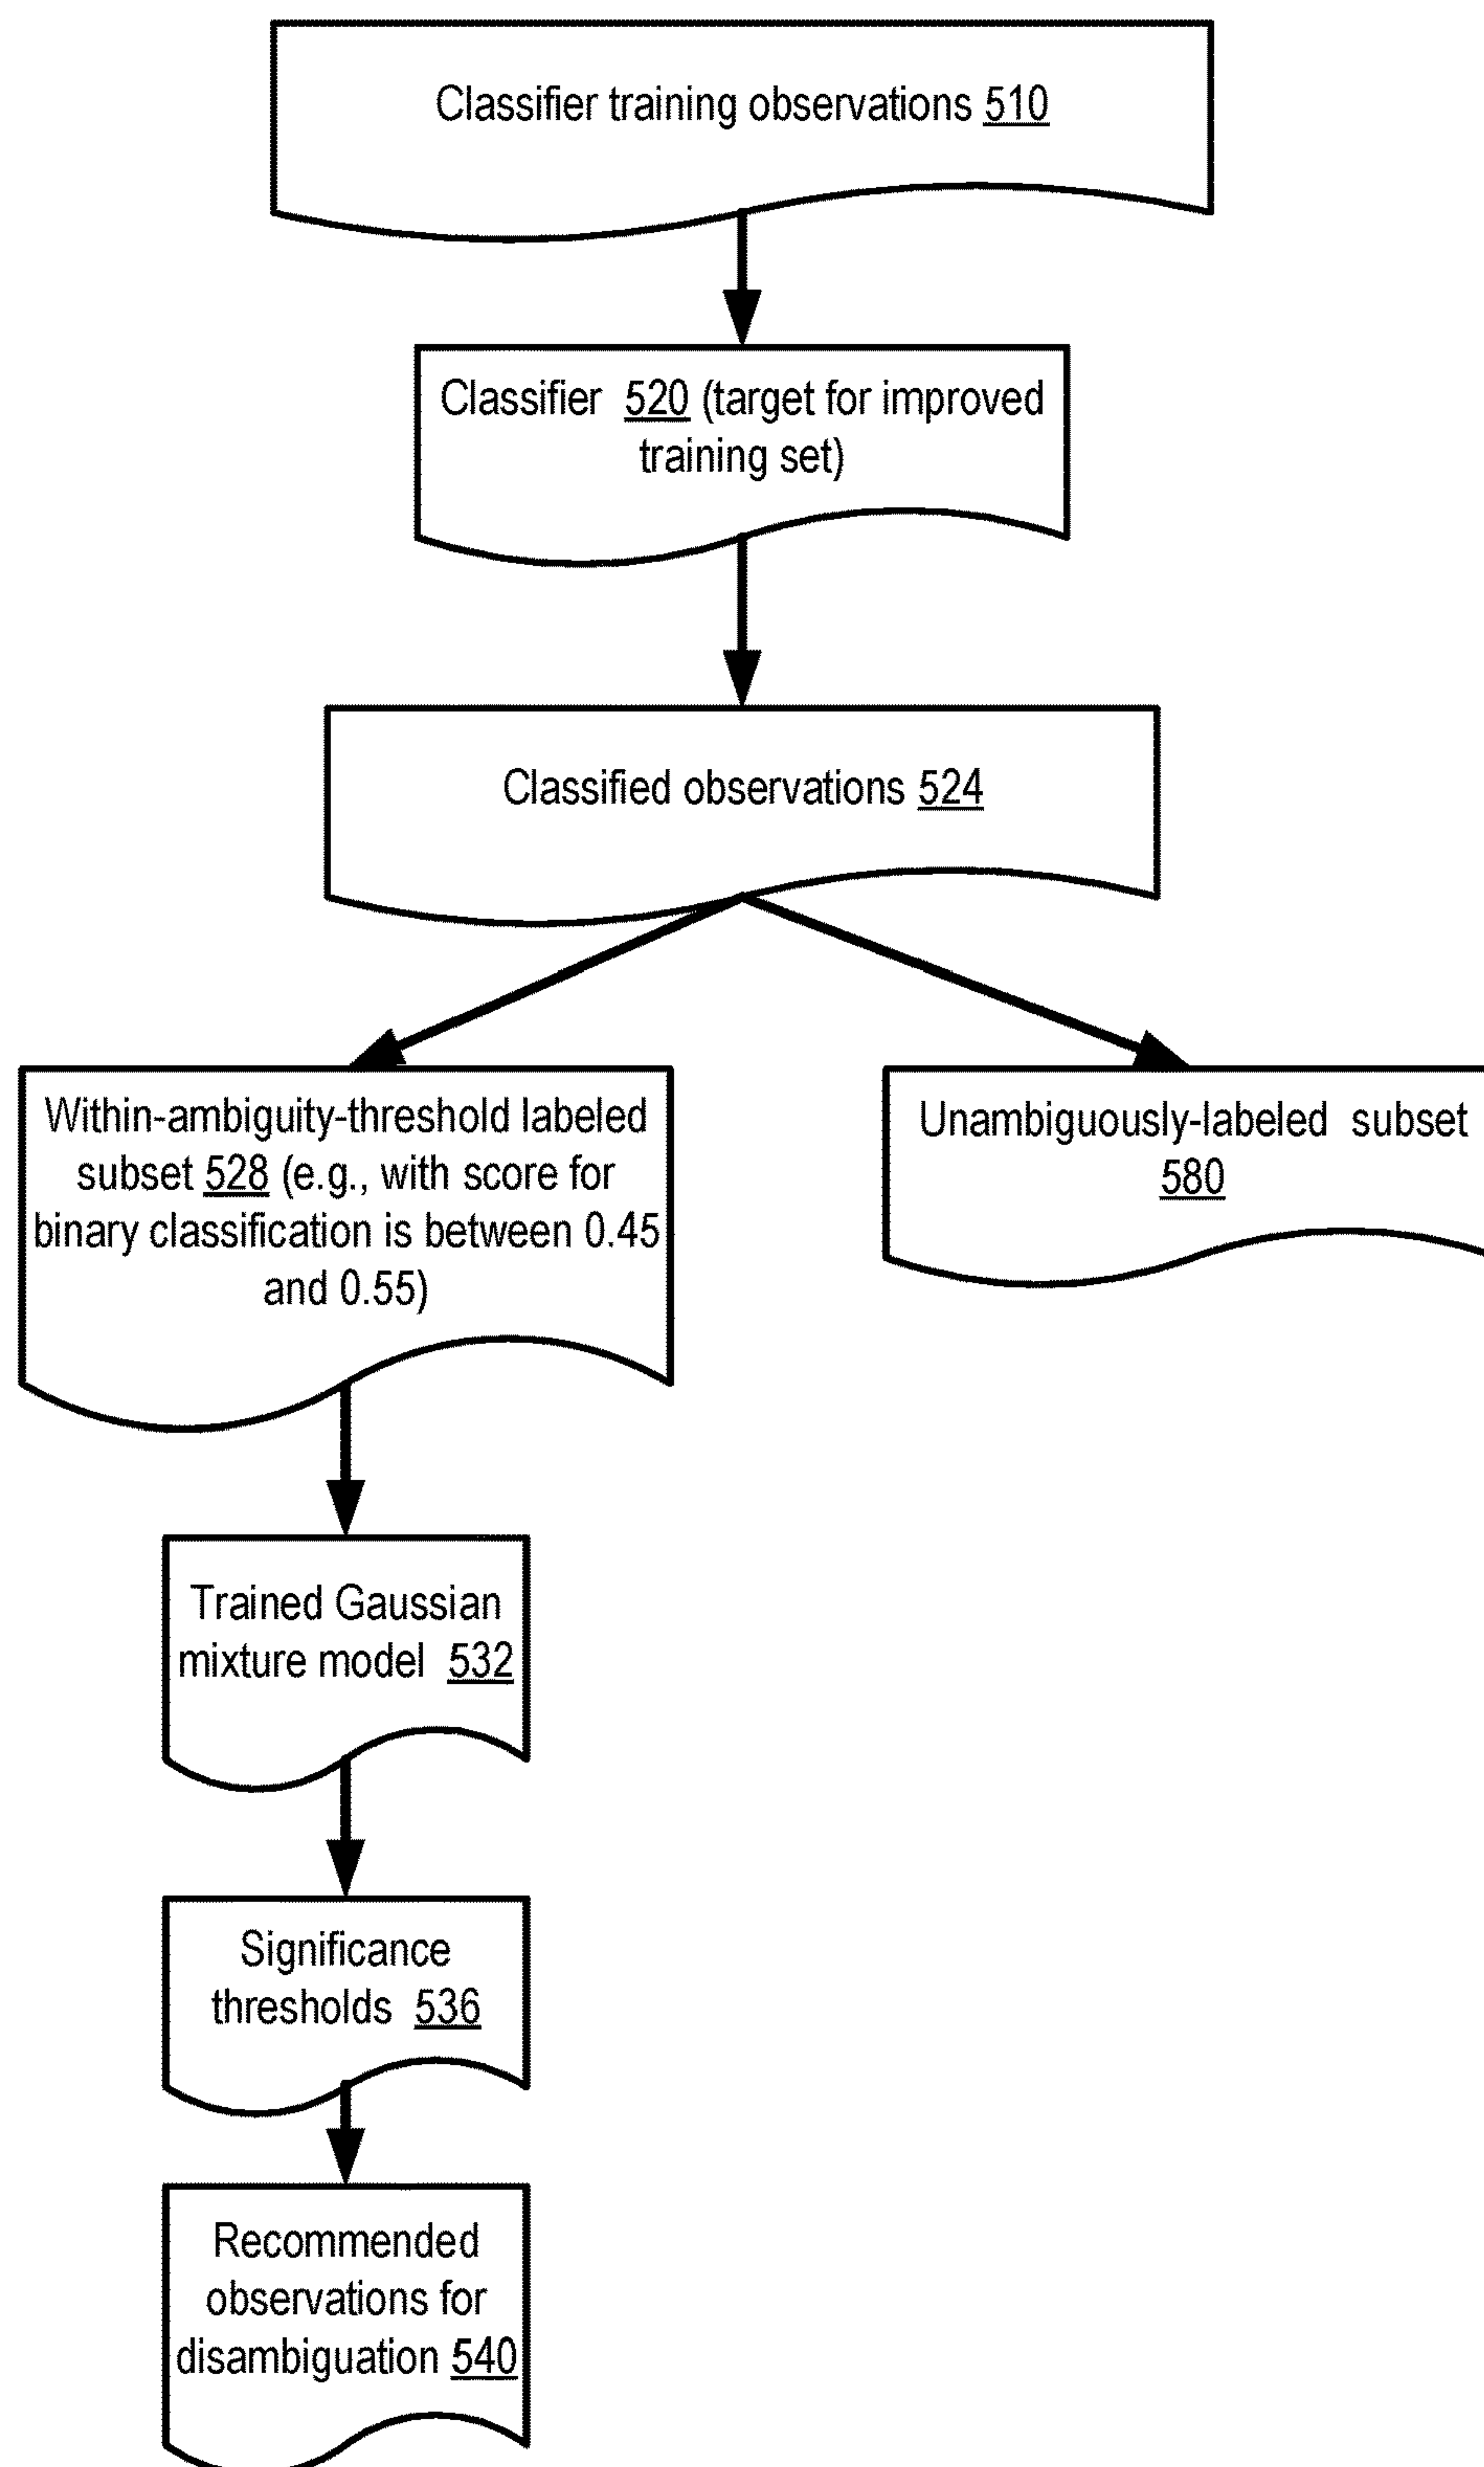 Classifier training observations 510
Classifier 520 (target for improved
training set)
Classified observations 524
Within-ambiguity-threshold labeled
subset 528 (e.g., with score for
binary classification is between 0.45
and 0.55)
Unambiguously-labeled subset
580
Trained Gaussian
mixture model 532
Significance
thresholds 536
Recommended
observations for
disambiguation 540